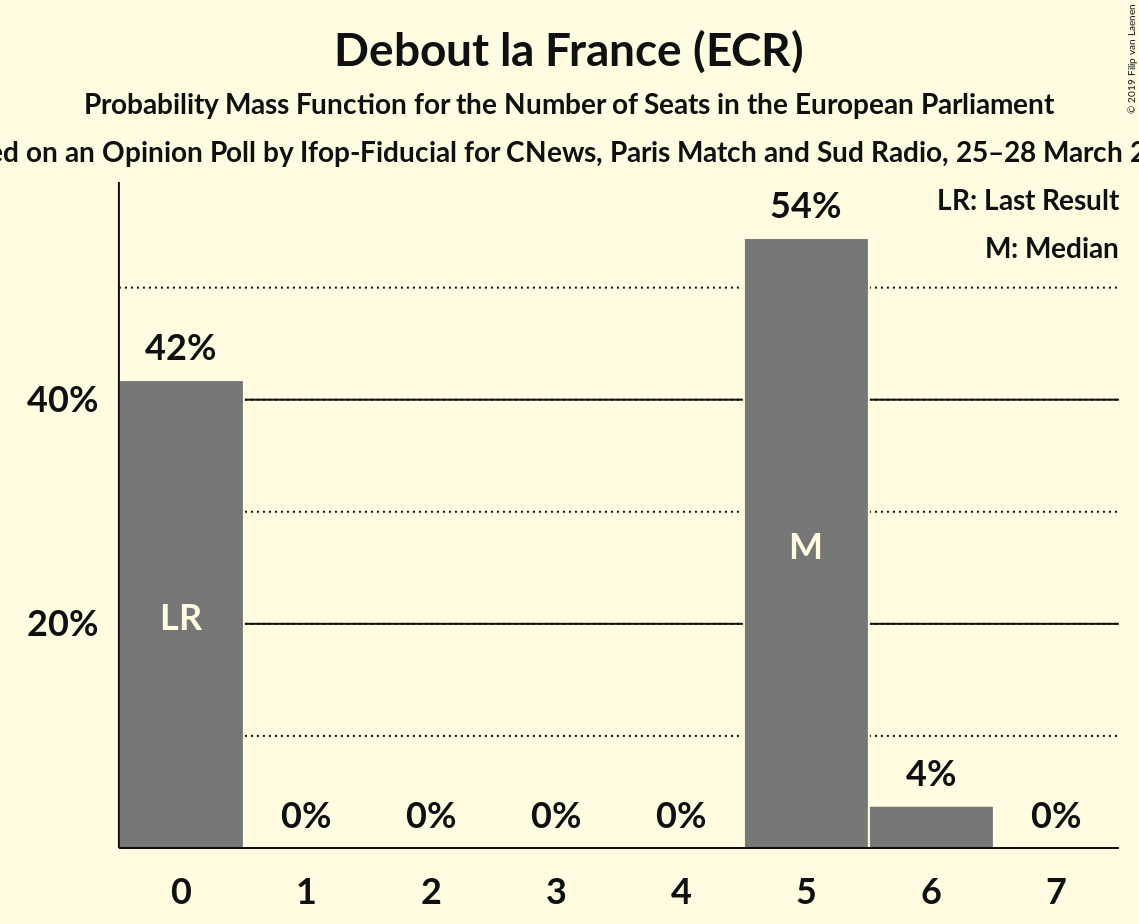 Debout la France (ECR)
Probability Mass Function for the Number of Seats in the European Parliament
on an Opinion Poll by Ifop-Fiducial for CNews, Paris Match and Sud Radio, 25–28 March
© 2019 Filip van Laenen
LR: Last Result
M: Median
54%
42%
40%
M
LR
20%
4%
0% 0% 0% 0% 0%
0 1 2 3 4 5 6 7